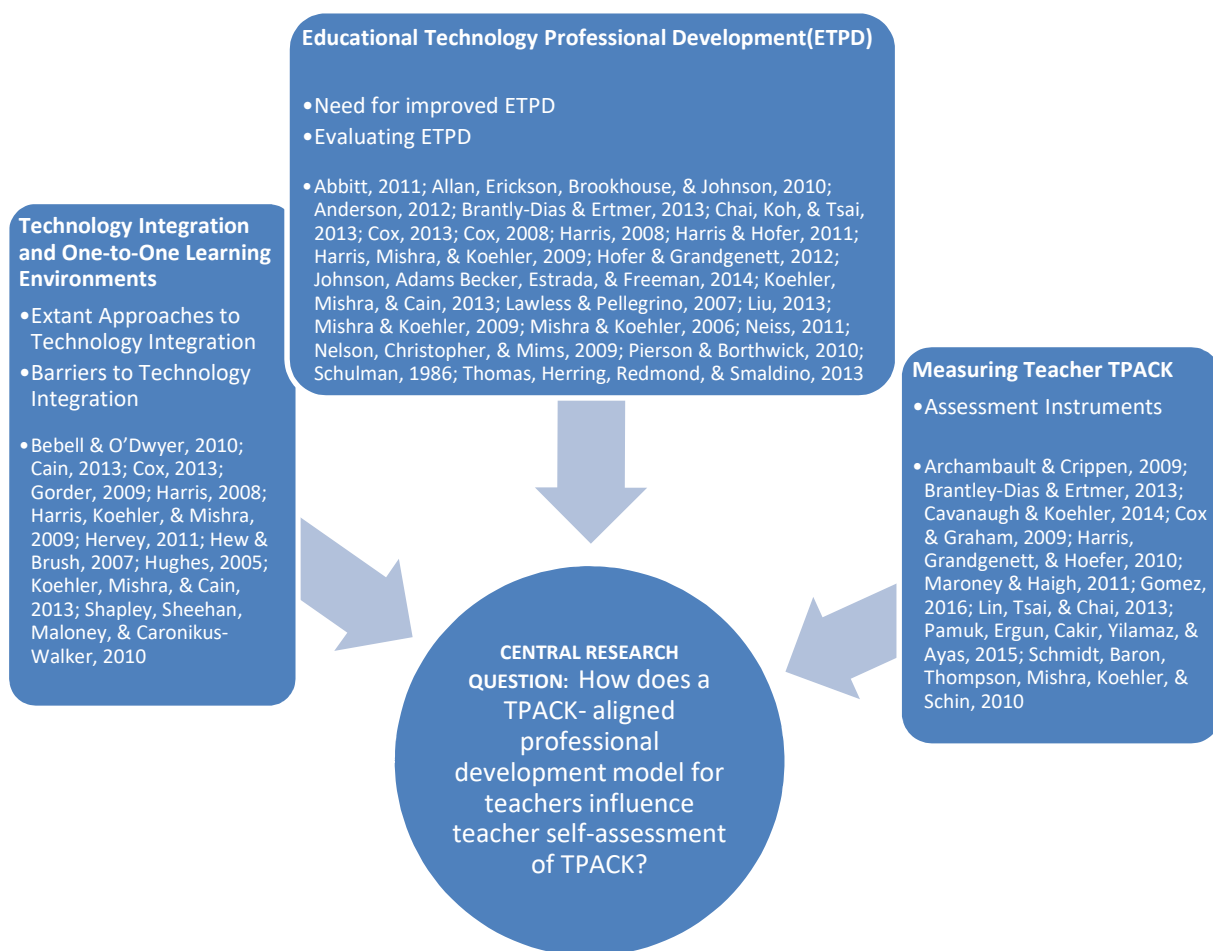 Educational Technology Professional Development(ETPD)
•Need for improved ETPD
•Evaluating ETPD
•Abbitt, 2011; Allan, Erickson, Brookhouse, & Johnson, 2010;
Anderson, 2012; Brantly-Dias & Ertmer, 2013; Chai, Koh, & Tsai,
2013; Cox, 2013; Cox, 2008; Harris, 2008; Harris & Hofer, 2011;
Harris, Mishra, & Koehler, 2009; Hofer & Grandgenett, 2012;
Johnson, Adams Becker, Estrada, & Freeman, 2014; Koehler,
Mishra, & Cain, 2013; Lawless & Pellegrino, 2007; Liu, 2013;
Mishra & Koehler, 2009; Mishra & Koehler, 2006; Neiss, 2011;
Nelson, Christopher, & Mims, 2009; Pierson & Borthwick, 2010;
Schulman, 1986; Thomas, Herring, Redmond, & Smaldino, 2013
Technology Integration
and One-to-One Learning
Environments
•Extant Approaches to
Technology Integration
•Barriers to Technology
Integration
•Bebell & O’Dwyer, 2010;
Cain, 2013; Cox, 2013;
Gorder, 2009; Harris, 2008;
Harris, Koehler, & Mishra,
2009; Hervey, 2011; Hew &
Brush, 2007; Hughes, 2005;
Koehler, Mishra, & Cain,
2013; Shapley, Sheehan,
Maloney, & Caronikus-
Walker, 2010
Measuring Teacher TPACK
•Assessment Instruments
•Archambault & Crippen, 2009;
Brantley-Dias & Ertmer, 2013;
Cavanaugh & Koehler, 2014; Cox
& Graham, 2009; Harris,
Grandgenett, & Hoefer, 2010;
Maroney & Haigh, 2011; Gomez,
2016; Lin, Tsai, & Chai, 2013;
Pamuk, Ergun, Cakir, Yilamaz, &
Ayas, 2015; Schmidt, Baron,
Thompson, Mishra, Koehler, &
Schin, 2010
CENTRAL RESEARCH
QUESTION: How does a
TPACK- aligned
professional
development model for
teachers influence
teacher self-assessment
of TPACK?